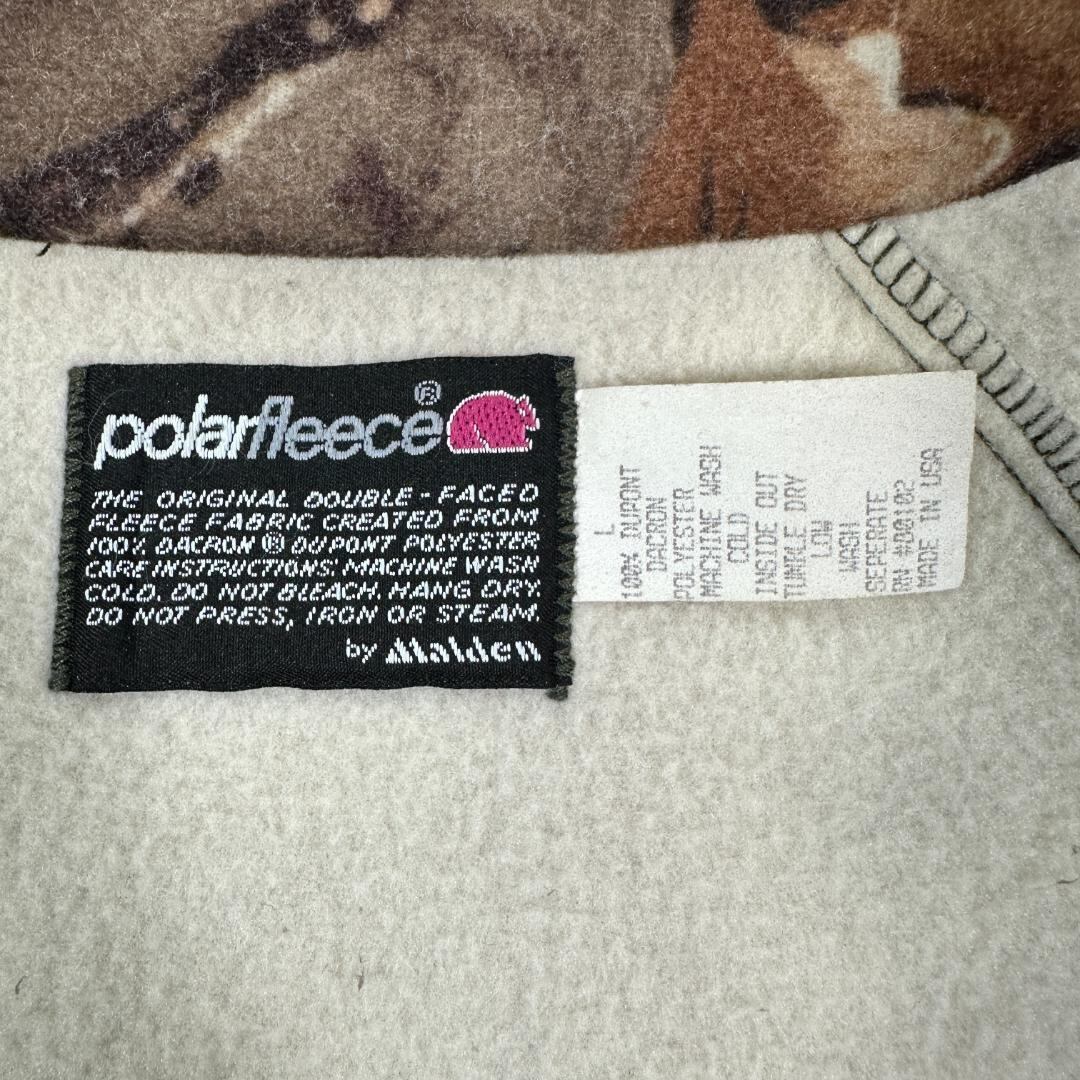 polarfleece®
THE ORIGINAL DOUBLE-FACED
FLEECE FABRIC CREATED FROM
100% DACRON ® DU PONT POLYESTER
CARE INSTRUCTIONS: MACHINE WASH
COLD. DO NOT BLEACH. HANG DRY.
DO NOT PRESS, IRON OR STEAM.
by Malden
L
100% DUPONT
DACRON
POLYESTER
MACHINE WASH
COLD
INSIDE OUT
TUMBLE DRY
LOW
WASH
SEPERATE
RN #00102
MADE IN USA